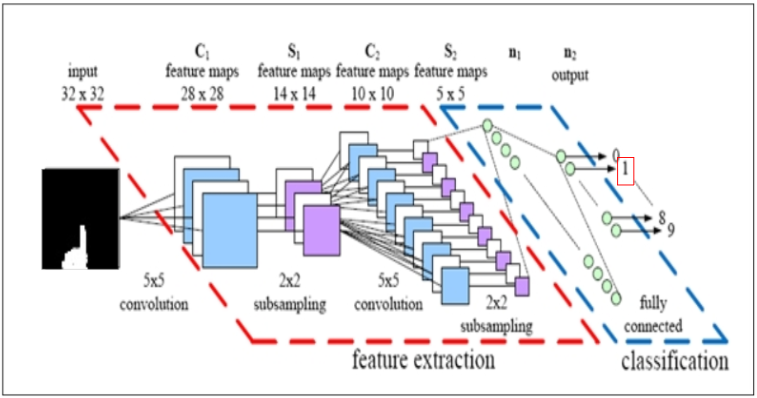 C1 S1 C2 S2 n1 n2
input feature maps feature maps feature maps feature maps output
32 x 32 28 x 28 14 x 14 10 x 10 5 x 5
0
1
8
9
5x5 2x2 5x5 2x2 fully
convolution subsampling convolution subsampling connected
feature extraction classification